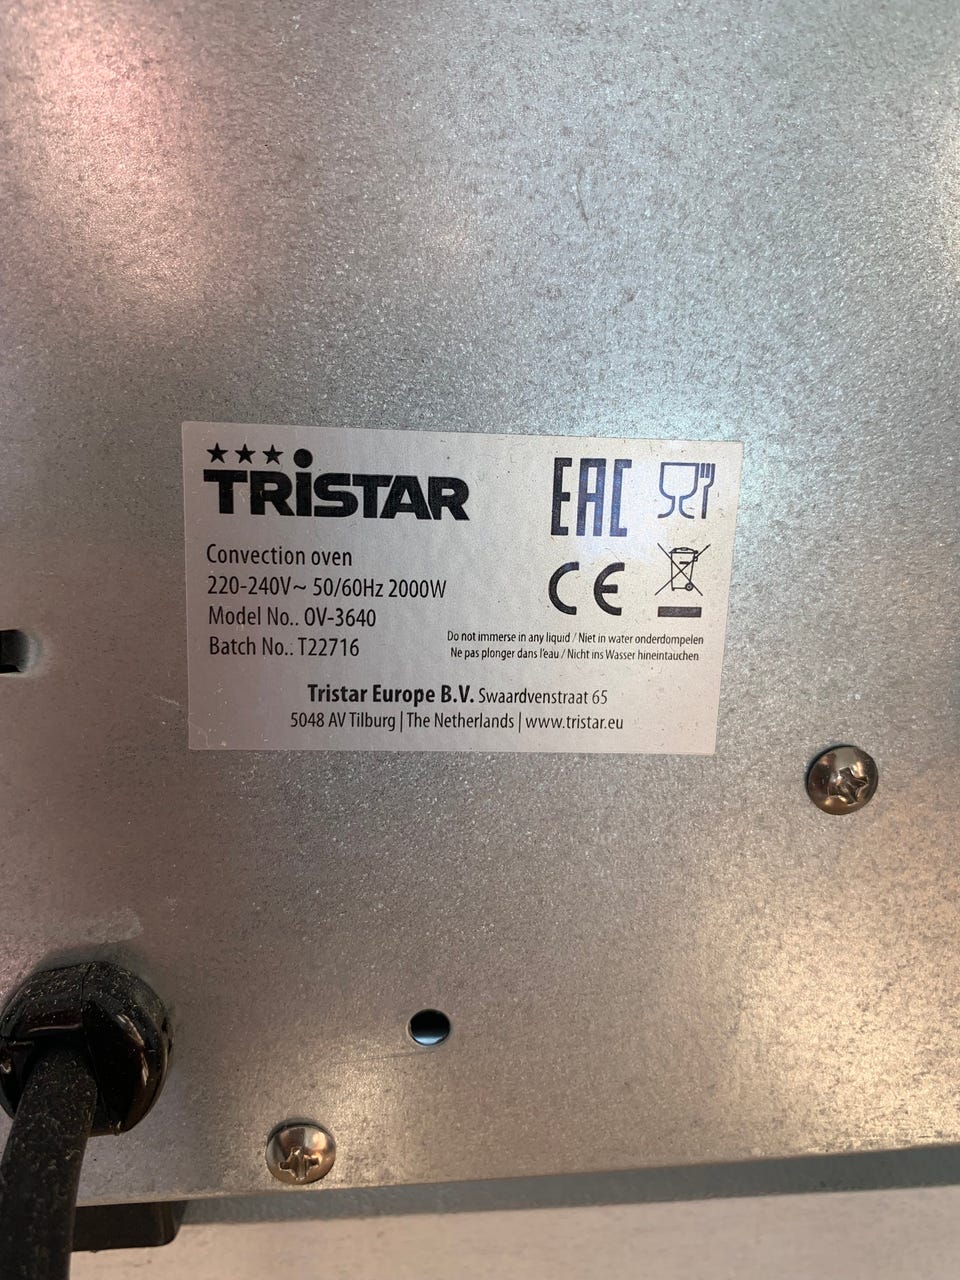 TRiSTAR
Convection oven
220-240V~ 50/60Hz 2000W
Model No.. OV-3640
Batch No.. T22716
EAC
CE
Do not immerse in any liquid / Niet in water onderdompelen
Ne pas plonger dans l'eau / Nicht ins Wasser hineintauchen
Tristar Europe B.V. Swaardvenstraat 65
5048 AV Tilburg | The Netherlands | www.tristar.eu